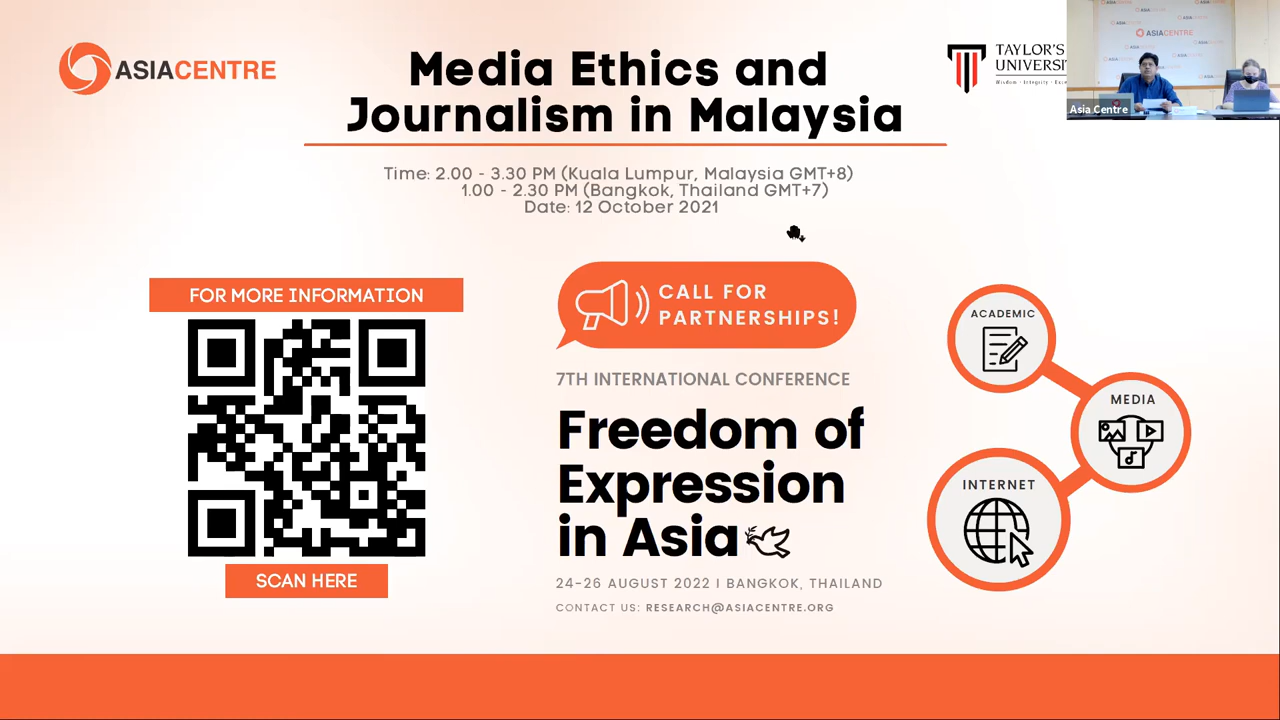 ASIACENTRE
Media Ethics and
Journalism in Malaysia
TAYLOR'S
Wisdom · Integrity ·
Asia Centre
ASIACENTRE
Time: 2.00 - 3.30 PM (Kuala Lumpur, Malaysia GMT+8)
1.00 - 2.30 PM (Bangkok, Thailand GMT+7)
Date: 12 October 2021
FOR MORE INFORMATION
SCAN HERE
CALL FOR
PARTNERSHIPS!
7TH INTERNATIONAL CONFERENCE
Freedom of
Expression
in Asia
24-26 AUGUST 2022 I BANGKOK, THAILAND
CONTACT US: RESEARCH@ASIACENTRE.ORG
ACADEMIC
MEDIA
INTERNET